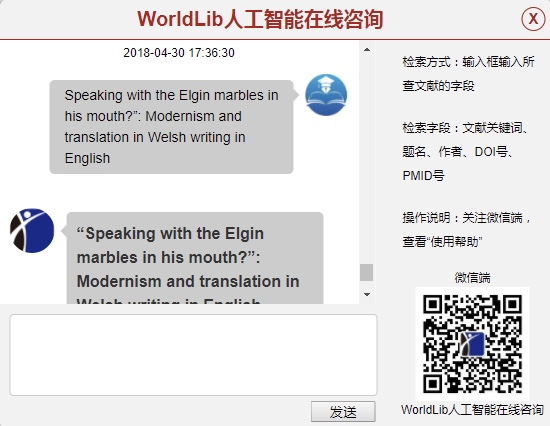 WorldLib人工智能在线咨询
X
2018-04-30 17:36:30
Speaking with the Elgin marbles in
his mouth?”: Modernism and
translation in Welsh writing in
English
“Speaking with the Elgin
marbles in his mouth?”:
Modernism and translation in
Welsh writing in English
发送
检索方式：输入框输入所
查文献的字段
检索字段：文献关键词、
题名、作者、DOI号、
PMID号
操作说明：关注微信端，
查看“使用帮助”
微信端
WorldLib人工智能在线咨询